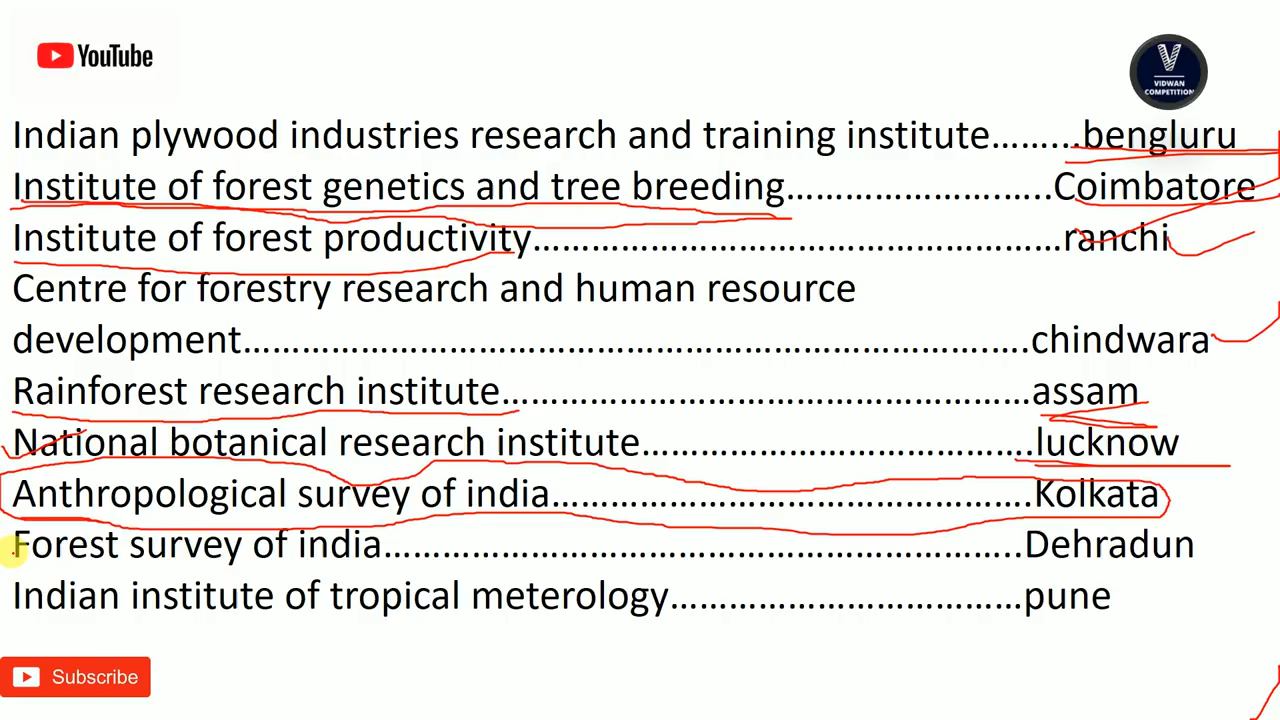 YouTube
VIDWAN
COMPETITION
Indian plywood industries research and training institute……...bengluru
Institute of forest genetics and tree breeding………………………..Coimbatore
Institute of forest productivity………………………………………………ranchi
Centre for forestry research and human resource
development…………………………………………………………………..….chindwara
Rainforest research institute………………………………………………assam
National botanical research institute………………………………….lucknow
Anthropological survey of india…………………………………………Kolkata
Forest survey of india………………………………………………………..Dehradun
Indian institute of tropical meterology………………………………pune
Subscribe